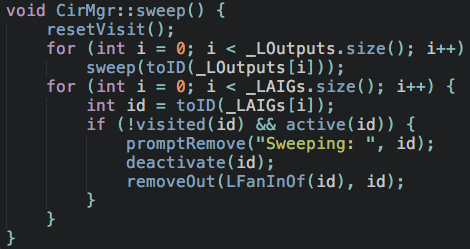 void CirMgr::sweep() {
    resetVisit();
    for (int i = 0; i < _LOutputs.size(); i++)
        sweep(toID(_LOutputs[i]));
    for (int i = 0; i < _LAIGs.size(); i++) {
        int id = toID(_LAIGs[i]);
        if (!visited(id) && active(id)) {
            promptRemove("Sweeping: ", id);
            deactivate(id);
            removeOut(LFanInOf(id), id);
        }
    }
}